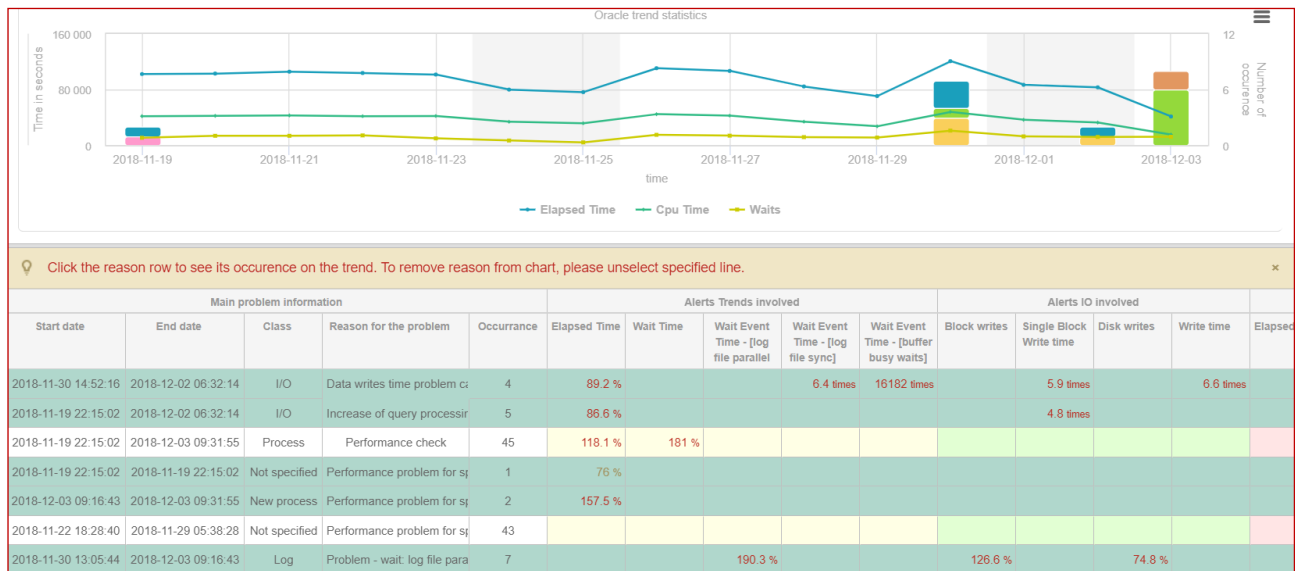 Oracle trend statistics
160 000
80 000
0
Time in seconds
12
6
0
Number of occurence
2018-11-19 2018-11-21 2018-11-23 2018-11-25 2018-11-27 2018-11-29 2018-12-01 2018-12-03
time
Elapsed Time Cpu Time Waits
Click the reason row to see its occurence on the trend. To remove reason from chart, please unselect specified line. ×
Main problem information Alerts Trends involved Alerts IO involved
Start date End date Class Reason for the problem Occurrance Elapsed Time Wait Time Wait Event Time - [log file parallel Wait Event Time - [log file sync] Wait Event Time - [buffer busy waits] Block writes Single Block Write time Disk writes Write time Elapsed
2018-11-30 14:52:16 2018-12-02 06:32:14 I/O Data writes time problem ca 4 89.2 % 6.4 times 16182 times 5.9 times 6.6 times
2018-11-19 22:15:02 2018-12-02 06:32:14 I/O Increase of query processin 5 86.6 % 4.8 times
2018-11-19 22:15:02 2018-12-03 09:31:55 Process Performance check 45 118.1 % 181 %
2018-11-19 22:15:02 2018-11-19 22:15:02 Not specified Performance problem for sp 1 76 %
2018-12-03 09:16:43 2018-12-03 09:31:55 New process Performance problem for sp 2 157.5 %
2018-11-22 18:28:40 2018-11-29 05:38:28 Not specified Performance problem for sp 43
2018-11-30 13:05:44 2018-12-03 09:16:43 Log Problem - wait: log file para 7 190.3 % 126.6 % 74.8 %